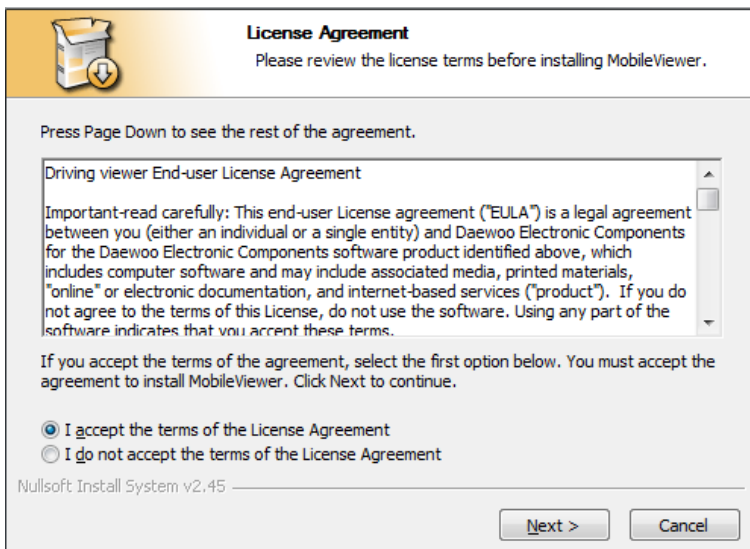 License Agreement
Please review the license terms before installing MobileViewer.
Press Page Down to see the rest of the agreement.
Driving viewer End-user License Agreement
Important-read carefully: This end-user License agreement ("EULA") is a legal agreement
between you (either an individual or a single entity) and Daewoo Electronic Components
for the Daewoo Electronic Components software product identified above, which
includes computer software and may include associated media, printed materials,
"online" or electronic documentation, and internet-based services ("product").  If you do
not agree to the terms of this License, do not use the software. Using any part of the
software indicates that you accept these terms.
If you accept the terms of the agreement, select the first option below. You must accept the
agreement to install MobileViewer. Click Next to continue.
I accept the terms of the License Agreement
I do not accept the terms of the License Agreement
Nullsoft Install System v2.45
Next >
Cancel